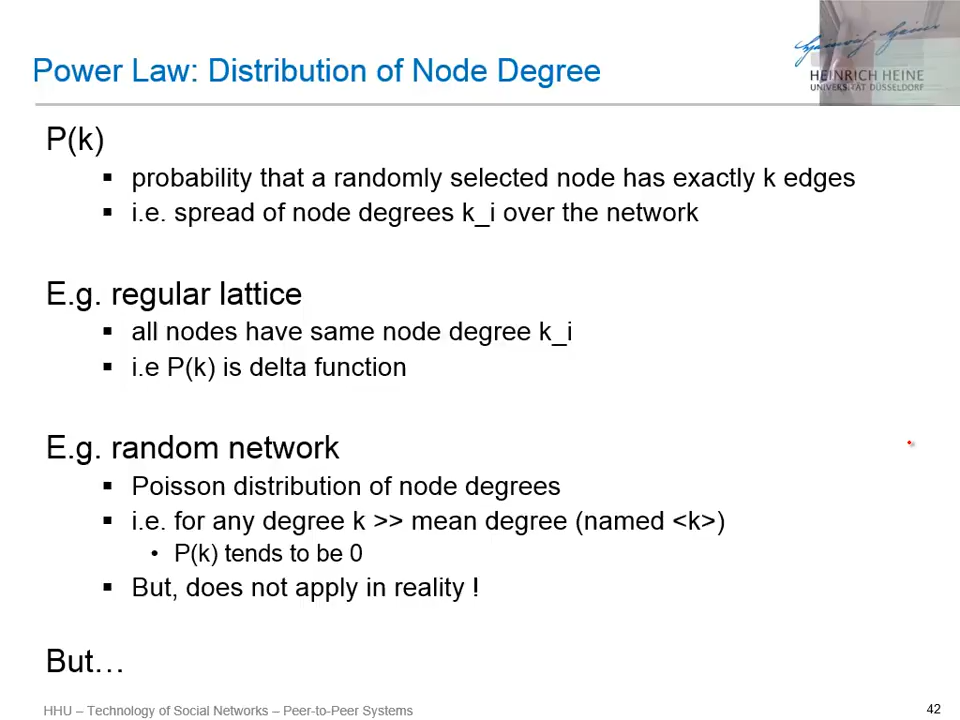 Power Law: Distribution of Node Degree
Heinrich Heine
HEINRICH HEINE
UNIVERSITÄT DÜSSELDORF
P(k)
▪ probability that a randomly selected node has exactly k edges
▪ i.e. spread of node degrees k_i over the network
E.g. regular lattice
▪ all nodes have same node degree k_i
▪ i.e P(k) is delta function
E.g. random network
▪ Poisson distribution of node degrees
▪ i.e. for any degree k >> mean degree (named <k>)
• P(k) tends to be 0
▪ But, does not apply in reality !
But…
HHU – Technology of Social Networks – Peer-to-Peer Systems
42